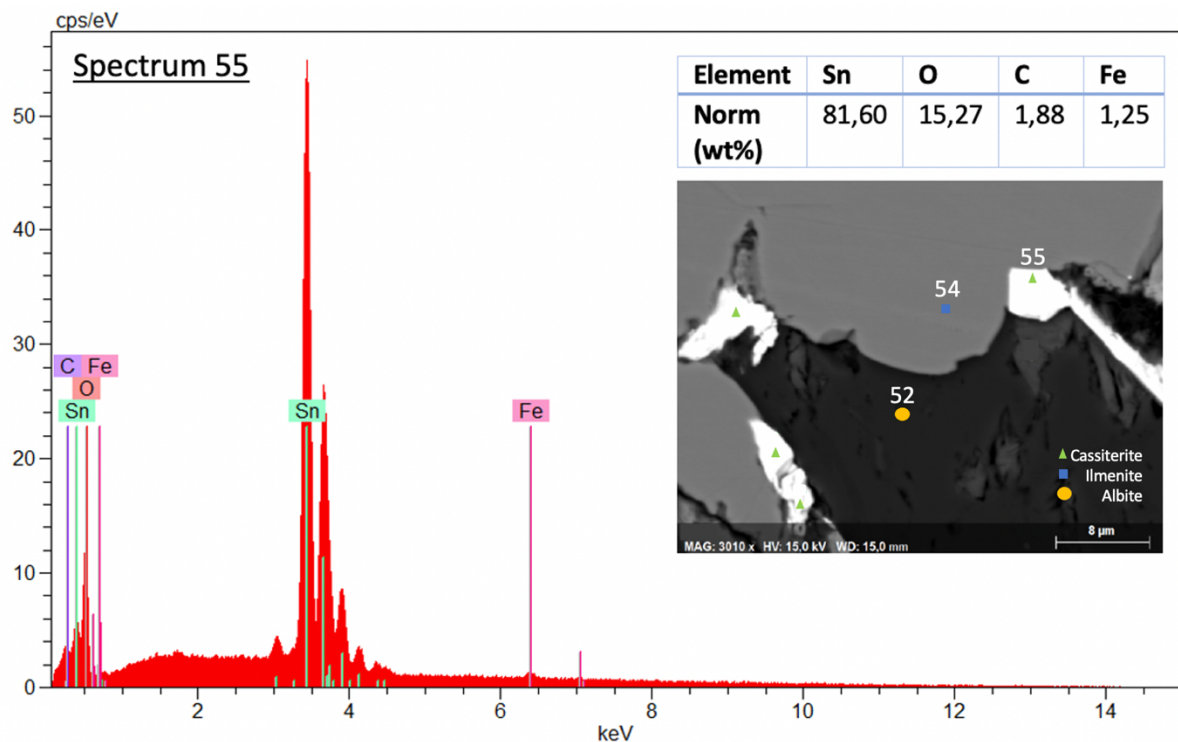 cps/eV
Spectrum 55
50
40
30
20
10
0
C Fe
O
Sn
Sn
Fe
2 4 6 8 10 12 14
keV
Element Sn O C Fe
Norm (wt%) 81,60 15,27 1,88 1,25
55
54
52
Cassiterite
Ilmenite
Albite
MAG: 3010 x HV: 15,0 kV WD: 15,0 mm
8 µm